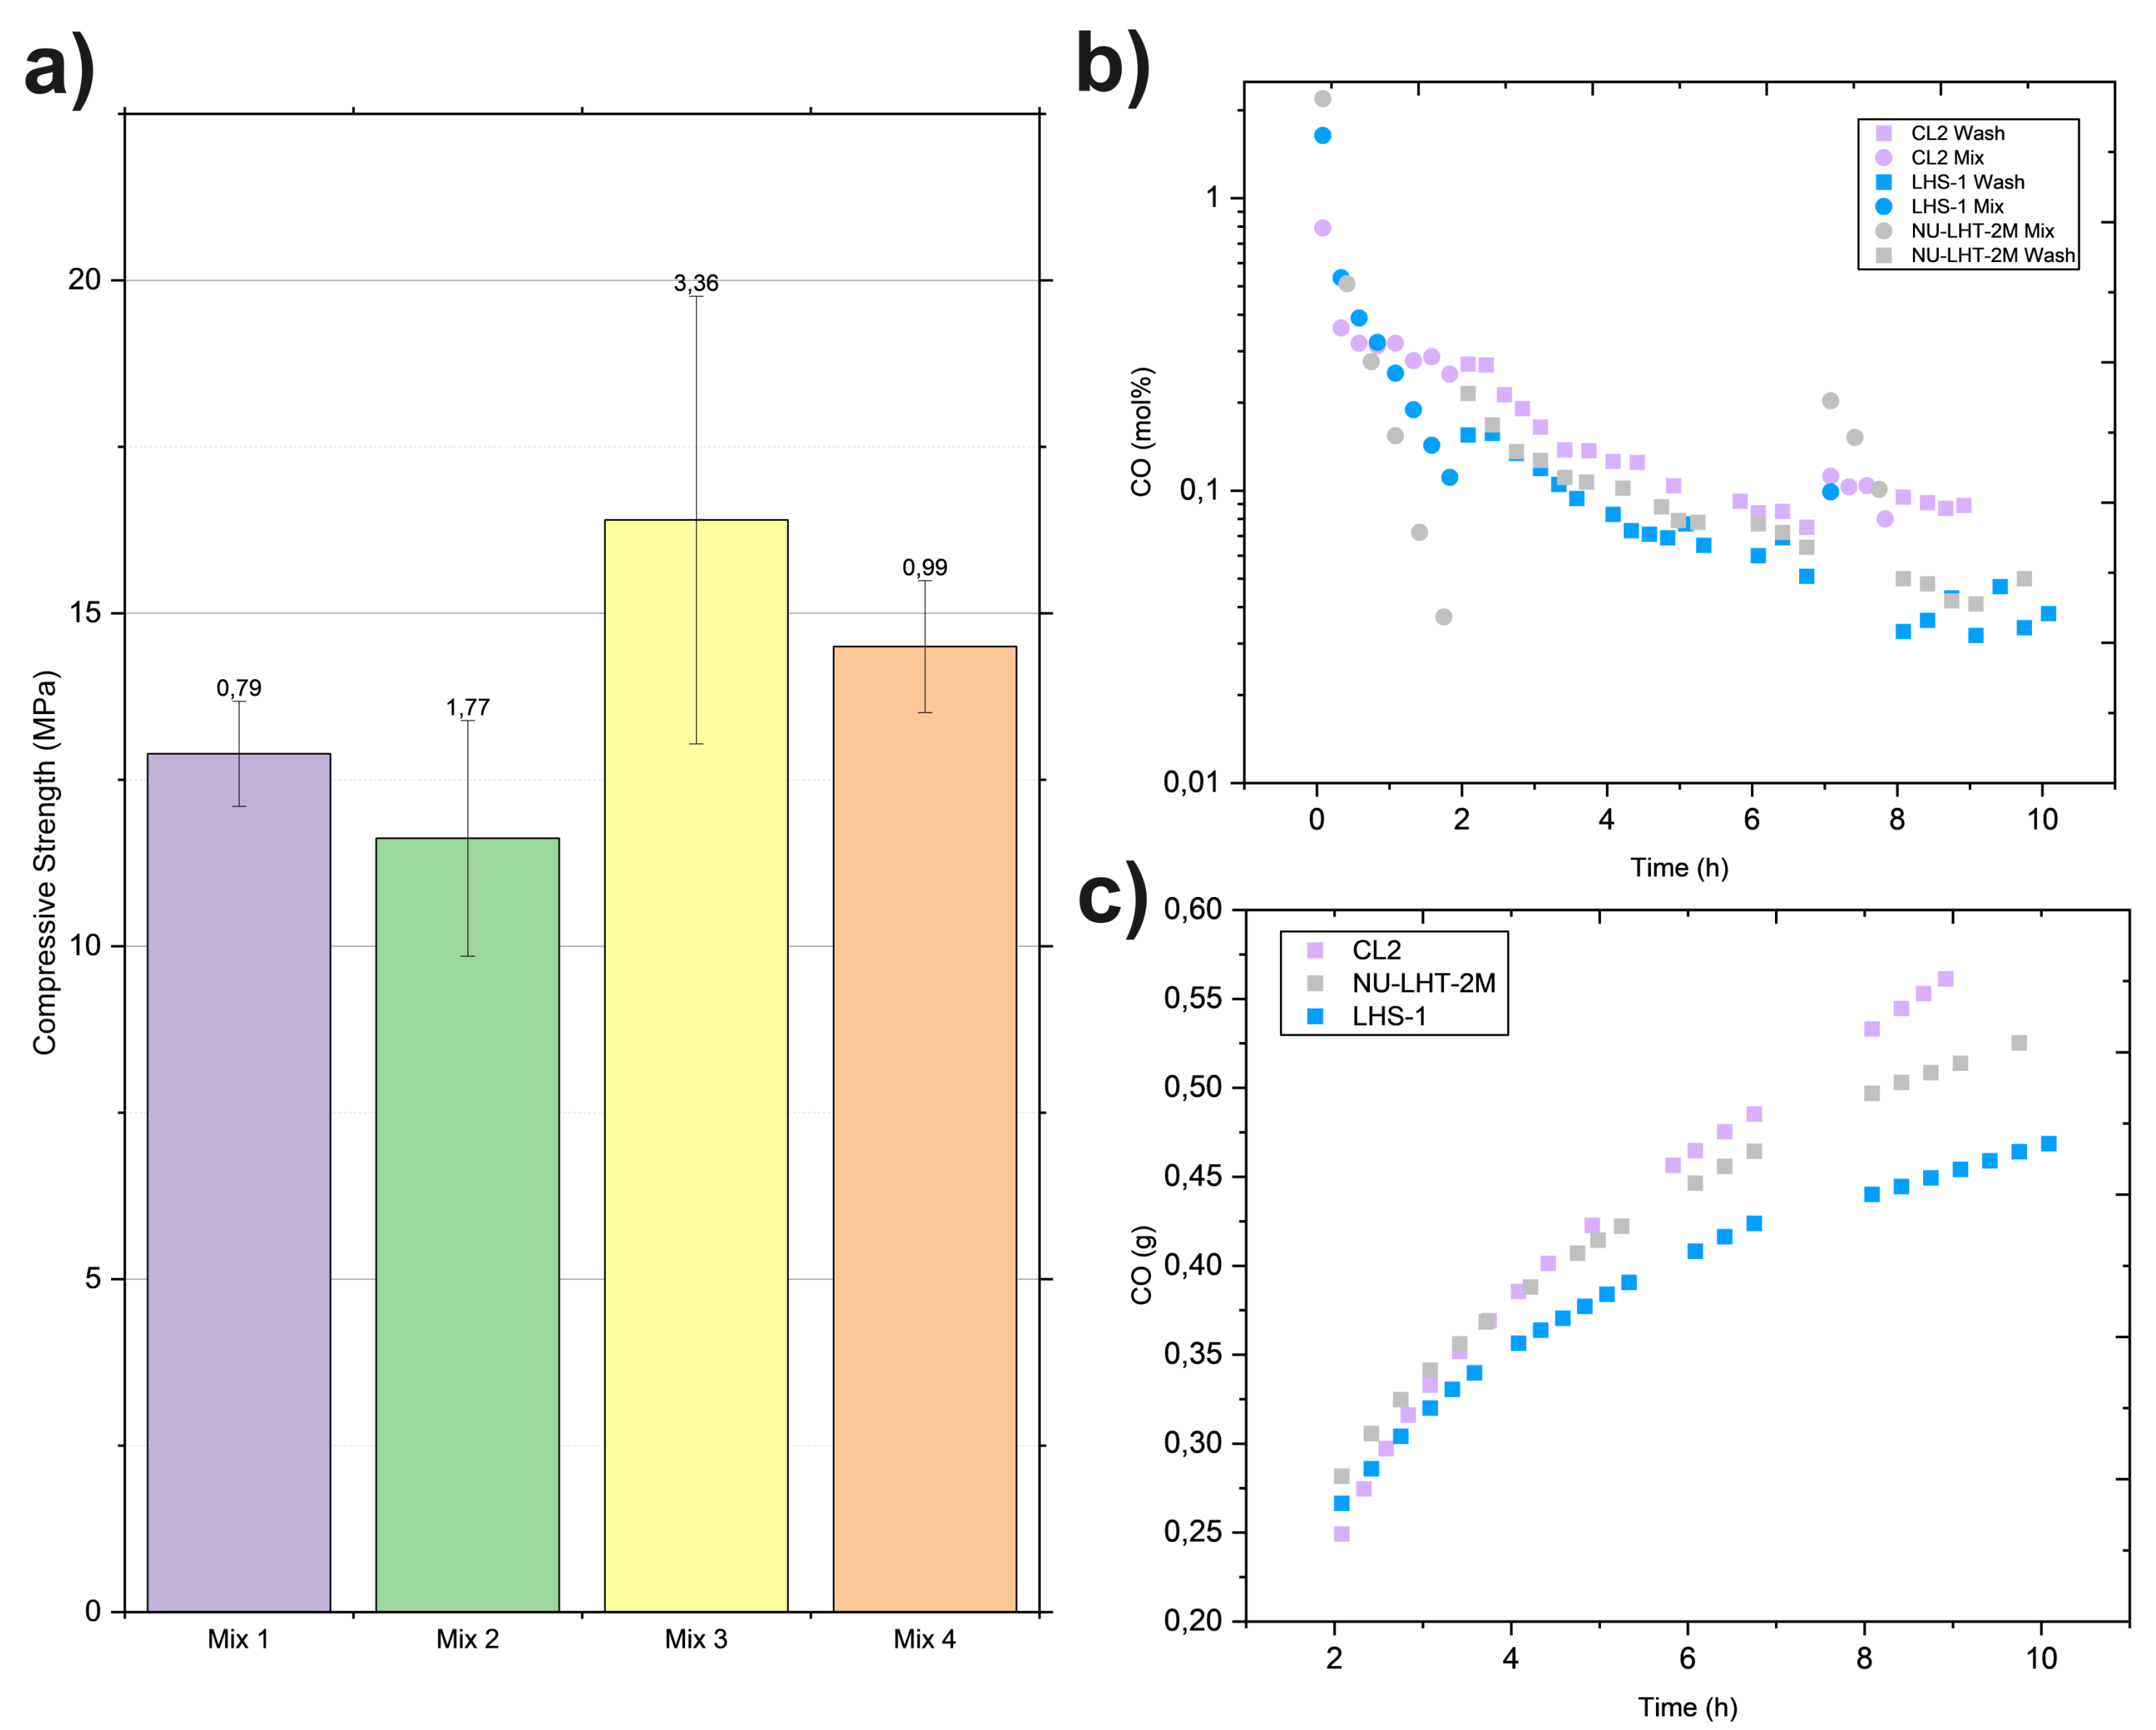 a)
Compressive Strength (MPa)
20
15
10
5
0
3,36
0,99
0,79
1,77
Mix 1
Mix 2
Mix 3
Mix 4
b)
CO (mol%)
1
0,1
0,01
CL2 Wash
CL2 Mix
LHS-1 Wash
LHS-1 Mix
NU-LHT-2M Mix
NU-LHT-2M Wash
0 2 4 6 8 10
Time (h)
c)
CO (g)
0,60
0,55
0,50
0,45
0,40
0,35
0,30
0,25
0,20
CL2
NU-LHT-2M
LHS-1
2 4 6 8 10
Time (h)